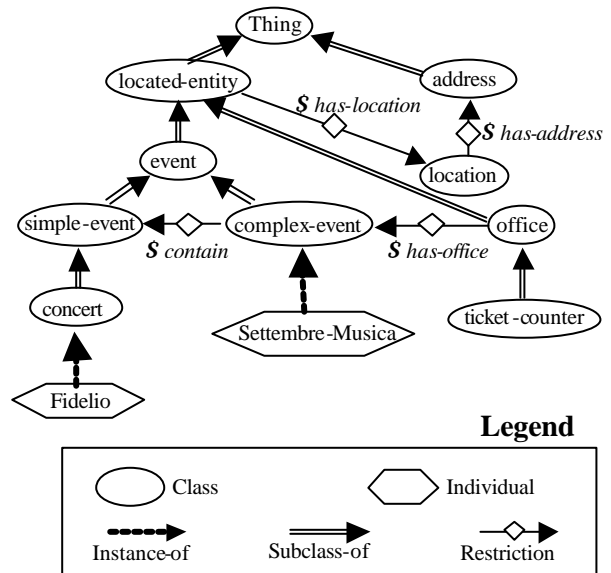 Thing
located-entity
address
$ has-location
$ has-address
event
location
simple-event
complex-event
office
$ contain
$ has-office
concert
Settembre-Musica
ticket-counter
Fidelio
Legend
Class
Individual
Instance-of
Subclass-of
Restriction